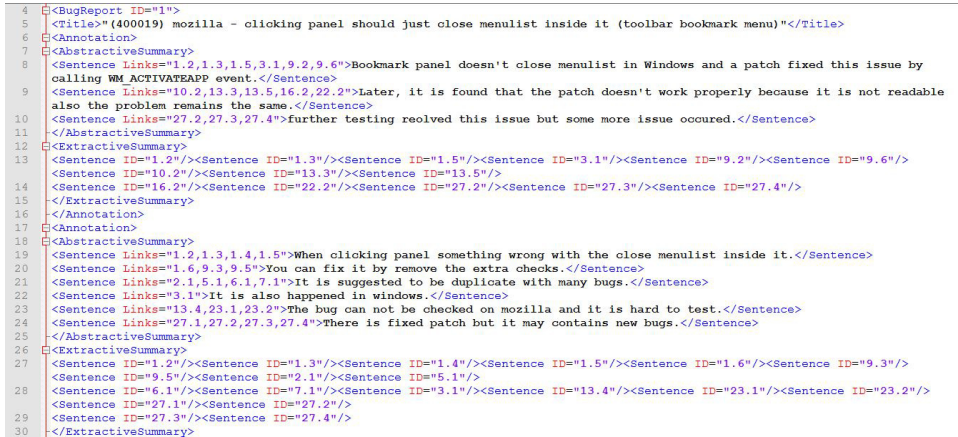 4 <BugReport ID="1">
5 <Title>"(400019) mozilla - clicking panel should just close menulist inside it (toolbar bookmark menu)"</Title>
6 <Annotation>
7 <AbstractiveSummary>
8 <Sentence Links="1.2,1.3,1.5,3.1,9.2,9.6">Bookmark panel doesn't close menulist in Windows and a patch fixed this issue by
calling WM_ACTIVATEAPP event.</Sentence>
9 <Sentence Links="10.2,13.3,13.5,16.2,22.2">Later, it is found that the patch doesn't work properly because it is not readable
also the problem remains the same.</Sentence>
10 <Sentence Links="27.2,27.3,27.4">further testing reolved this issue but some more issue occured.</Sentence>
11 </AbstractiveSummary>
12 <ExtractiveSummary>
13 <Sentence ID="1.2"/><Sentence ID="1.3"/><Sentence ID="1.5"/><Sentence ID="3.1"/><Sentence ID="9.2"/><Sentence ID="9.6"/>
<Sentence ID="10.2"/><Sentence ID="13.3"/><Sentence ID="13.5"/>
14 <Sentence ID="16.2"/><Sentence ID="22.2"/><Sentence ID="27.2"/><Sentence ID="27.3"/><Sentence ID="27.4"/>
15 </ExtractiveSummary>
16 </Annotation>
17 <Annotation>
18 <AbstractiveSummary>
19 <Sentence Links="1.2,1.3,1.4,1.5">When clicking panel something wrong with the close menulist inside it.</Sentence>
20 <Sentence Links="1.6,9.3,9.5">You can fix it by remove the extra checks.</Sentence>
21 <Sentence Links="2.1,5.1,6.1,7.1">It is suggested to be duplicate with many bugs.</Sentence>
22 <Sentence Links="3.1">It is also happened in windows.</Sentence>
23 <Sentence Links="13.4,23.1,23.2">The bug can not be checked on mozilla and it is hard to test.</Sentence>
24 <Sentence Links="27.1,27.2,27.3,27.4">There is fixed patch but it may contains new bugs.</Sentence>
25 </AbstractiveSummary>
26 <ExtractiveSummary>
27 <Sentence ID="1.2"/><Sentence ID="1.3"/><Sentence ID="1.4"/><Sentence ID="1.5"/><Sentence ID="1.6"/><Sentence ID="9.3"/>
<Sentence ID="9.5"/><Sentence ID="2.1"/><Sentence ID="5.1"/>
28 <Sentence ID="6.1"/><Sentence ID="7.1"/><Sentence ID="3.1"/><Sentence ID="13.4"/><Sentence ID="23.1"/><Sentence ID="23.2"/>
<Sentence ID="27.1"/><Sentence ID="27.2"/>
29 <Sentence ID="27.3"/><Sentence ID="27.4"/>
30 </ExtractiveSummary>